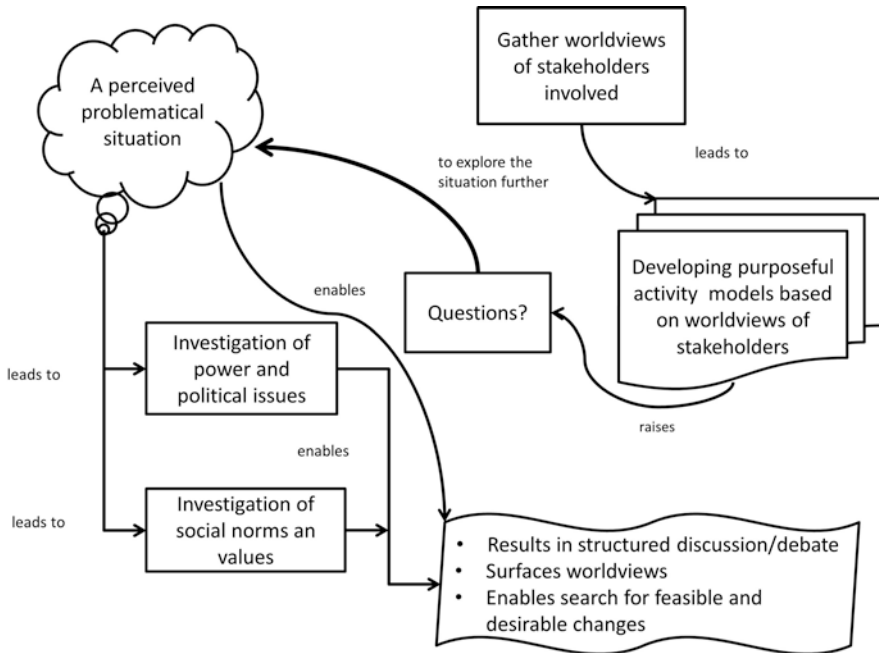 A perceived
problematical
situation
Gather worldviews
of stakeholders
involved
to explore the
situation further
leads to
Developing purposeful
activity models based
on worldviews of
stakeholders
enables
Questions?
raises
leads to
Investigation of
power and
political issues
enables
leads to
Investigation of
social norms an
values
• Results in structured discussion/debate
• Surfaces worldviews
• Enables search for feasible and
desirable changes